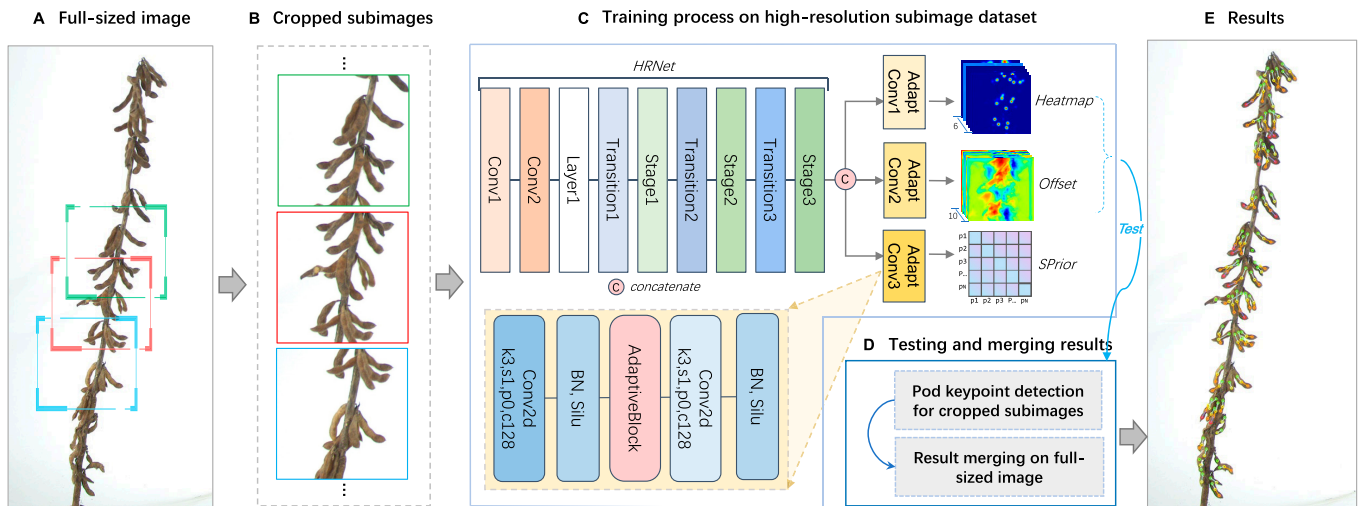 A Full-sized image
B Cropped subimages
C Training process on high-resolution subimage dataset
E Results
...
HRNet
Conv1
Conv2
Layer1
Transition1
Stage1
Transition2
Stage2
Transition3
Stage3
C
Adapt
Conv1
Adapt
Conv2
Adapt
Conv3
6
Heatmap
10
Offset
p1
p2
p3
P...
pN
p1 p2 p3 P... pN
SPrior
Test
C concatenate
Conv2d
k3,s1,p0,c128
BN, Silu
AdaptiveBlock
Conv2d
k3,s1,p0,c128
BN, Silu
...
D Testing and merging results
Pod keypoint detection
for cropped subimages
Result merging on full-
sized image